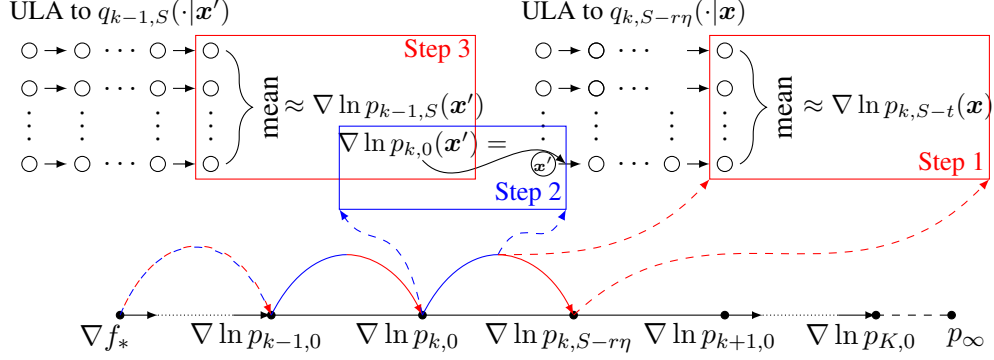 ULA to q_{k−1,S}(·|x′)
ULA to q_{k,S−rη}(·|x)
Step 3
mean
≈ ∇ ln p_{k−1,S}(x′)
∇ ln p_{k,0}(x′) =
x′
Step 2
mean
≈ ∇ ln p_{k,S−t}(x)
Step 1
∇f_*
∇ ln p_{k−1,0}
∇ ln p_{k,0}
∇ ln p_{k,S−rη}
∇ ln p_{k+1,0}
∇ ln p_{K,0}
p_∞